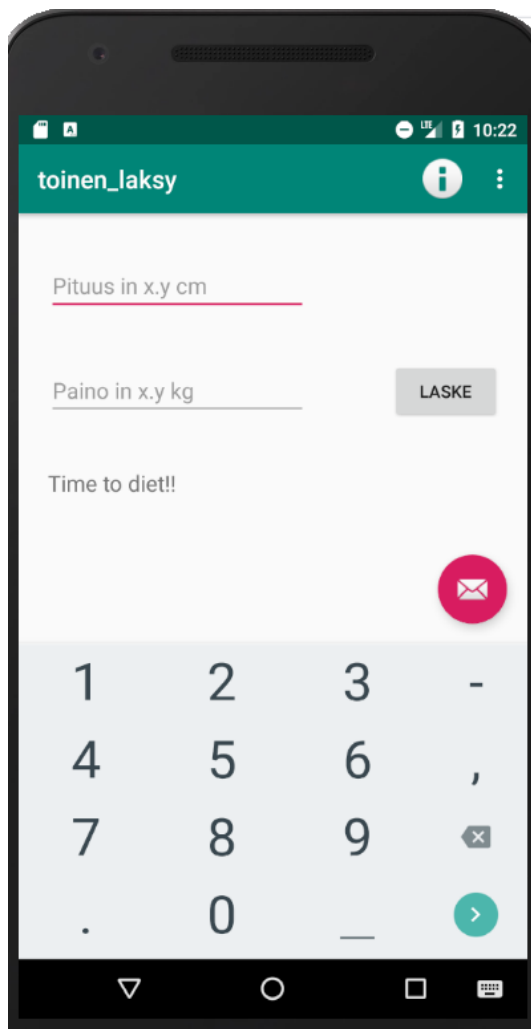 LTE 10:22
toinen_laksy
Pituus in x.y cm
Paino in x.y kg LASKE
Time to diet!!
1 2 3 -
4 5 6 ,
7 8 9
. 0 _